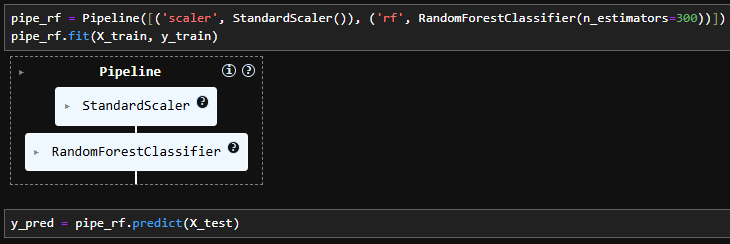 pipe_rf = Pipeline([('scaler', StandardScaler()), ('rf', RandomForestClassifier(n_estimators=300))])
pipe_rf.fit(X_train, y_train)
▸ Pipeline i ?
▸ StandardScaler ?
▸ RandomForestClassifier ?
y_pred = pipe_rf.predict(X_test)